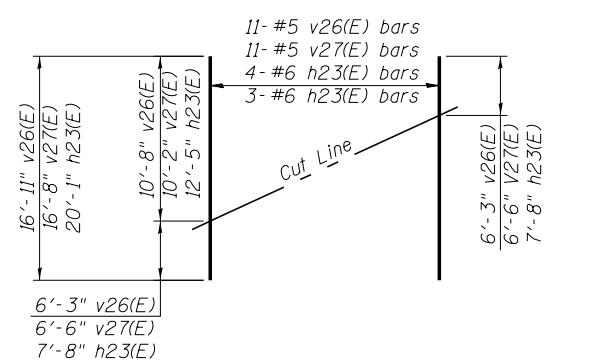 11- #5 v26(E) bars
11- #5 v27(E) bars
4- #6 h23(E) bars
3- #6 h23(E) bars
16'-11" v26(E)
16'-8" v27(E)
20'-1" h23(E)
10'-8" v26(E)
10'-2" v27(E)
12'-5" h23(E)
Cut Line
6'-3" v26(E)
6'-6" V27(E)
7'-8" h23(E)
6'-3" v26(E)
6'-6" v27(E)
7'-8" h23(E)